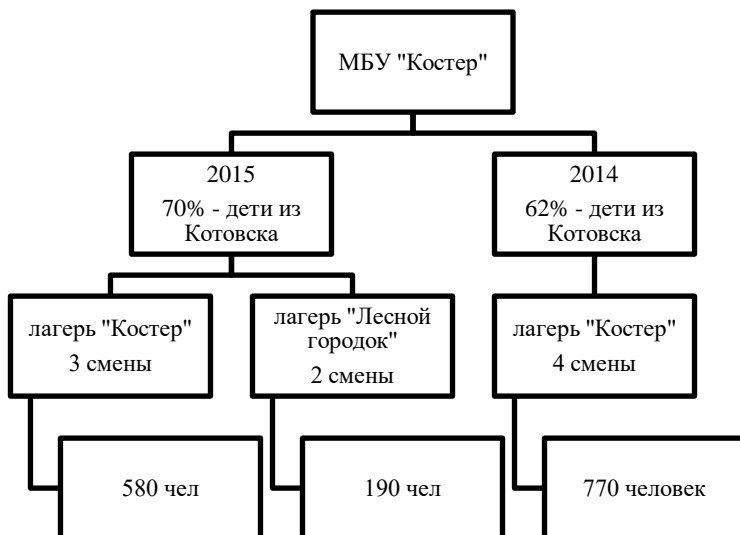 МБУ "Костер"
2015
70% - дети из
Котовска
2014
62% - дети из
Котовска
лагерь "Костер"
3 смены
лагерь "Лесной
городок"
2 смены
лагерь "Костер"
4 смены
580 чел
190 чел
770 человек